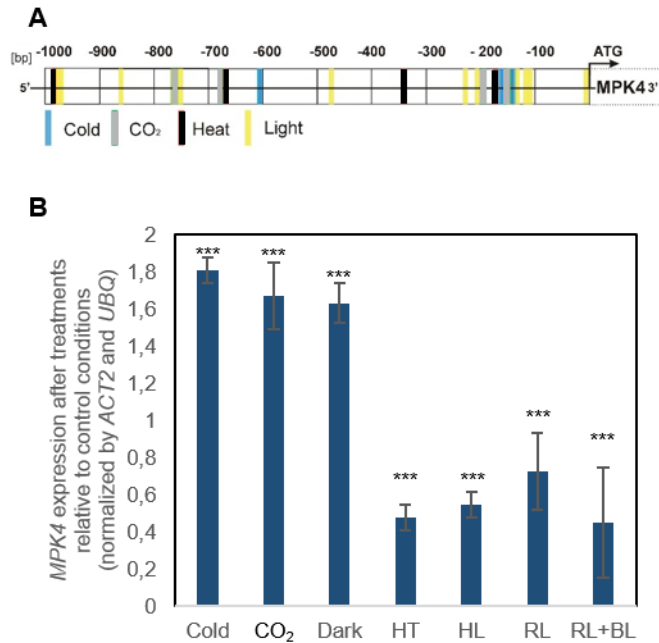 A
[bp] -1000 -900 -800 -700 -600 -500 -400 -300 -200 -100 ATG
5' MPK4 3'
Cold CO₂ Heat Light
B
MPK4 expression after treatments
relative to control conditions
(normalized by ACT2 and UBQ)
2
1,8
1,6
1,4
1,2
1
0,8
0,6
0,4
0,2
0
*** *** *** *** *** *** ***
Cold CO₂ Dark HT HL RL RL+BL